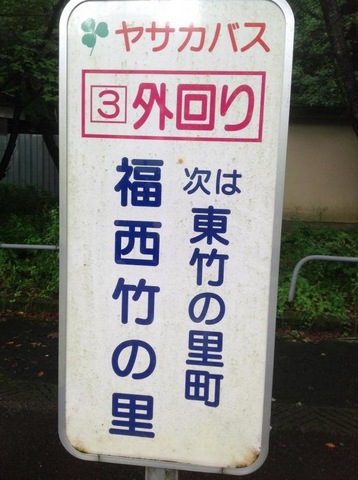 ヤサカバス
3 外回り
次は 東竹の里町
福西竹の里